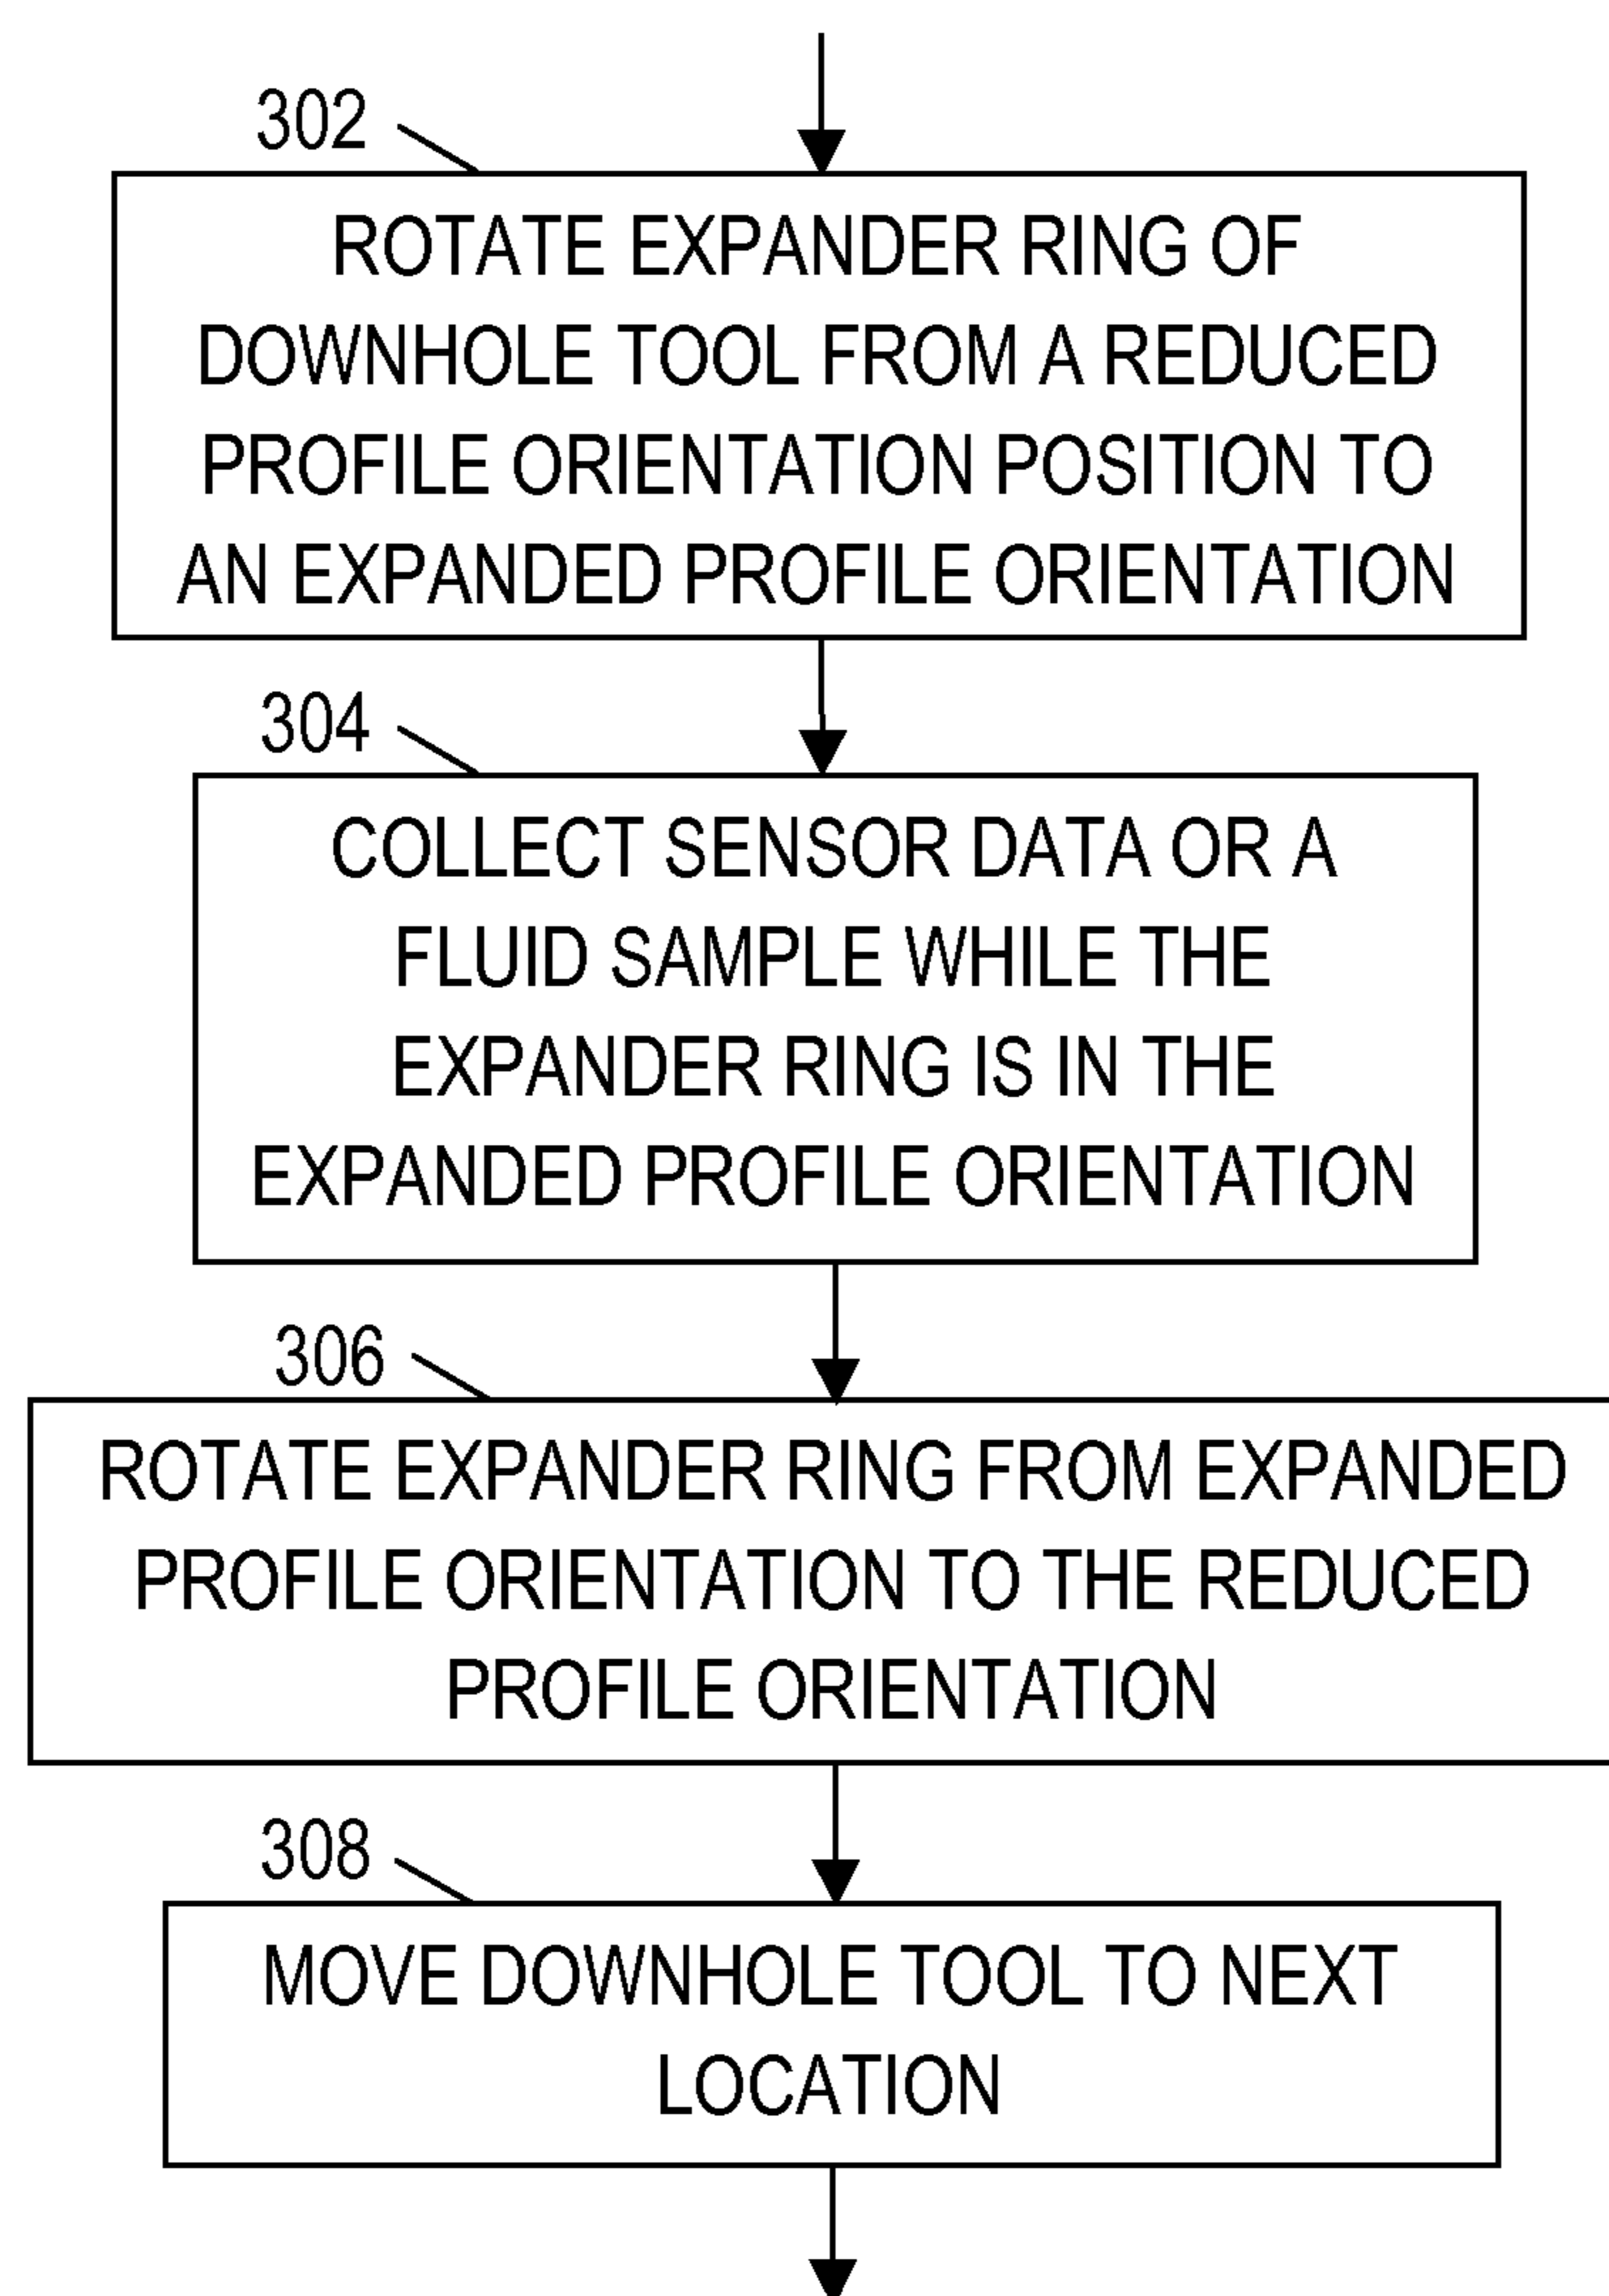 302
ROTATE EXPANDER RING OF
DOWNHOLE TOOL FROM A REDUCED
PROFILE ORIENTATION POSITION TO
AN EXPANDED PROFILE ORIENTATION
304
COLLECT SENSOR DATA OR A
FLUID SAMPLE WHILE THE
EXPANDER RING IS IN THE
EXPANDED PROFILE ORIENTATION
306
ROTATE EXPANDER RING FROM EXPANDED
PROFILE ORIENTATION TO THE REDUCED
PROFILE ORIENTATION
308
MOVE DOWNHOLE TOOL TO NEXT
LOCATION